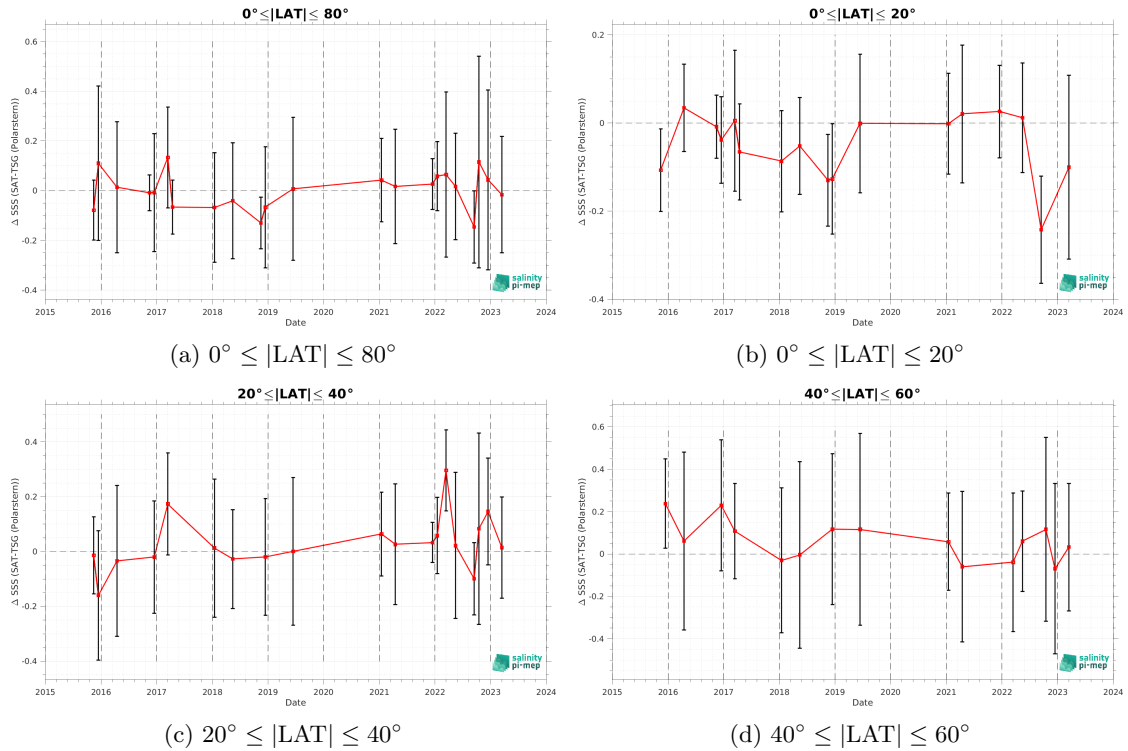 0°≤|LAT|≤ 80°
Δ SSS (SAT-TSG (Polarstern))
0.6
0.4
0.2
0
-0.2
-0.4
2015 2016 2017 2018 2019 2020 2021 2022 2023 2024
Date
salinity
pi-mep
(a) 0° ≤ |LAT| ≤ 80°
0°≤|LAT|≤ 20°
Δ SSS (SAT-TSG (Polarstern))
0.2
0
-0.2
-0.4
2015 2016 2017 2018 2019 2020 2021 2022 2023 2024
Date
salinity
pi-mep
(b) 0° ≤ |LAT| ≤ 20°
20°≤|LAT|≤ 40°
Δ SSS (SAT-TSG (Polarstern))
0.4
0.2
0
-0.2
-0.4
2015 2016 2017 2018 2019 2020 2021 2022 2023 2024
Date
salinity
pi-mep
(c) 20° ≤ |LAT| ≤ 40°
40°≤|LAT|≤ 60°
Δ SSS (SAT-TSG (Polarstern))
0.6
0.4
0.2
0
-0.2
-0.4
2015 2016 2017 2018 2019 2020 2021 2022 2023 2024
Date
salinity
pi-mep
(d) 40° ≤ |LAT| ≤ 60°